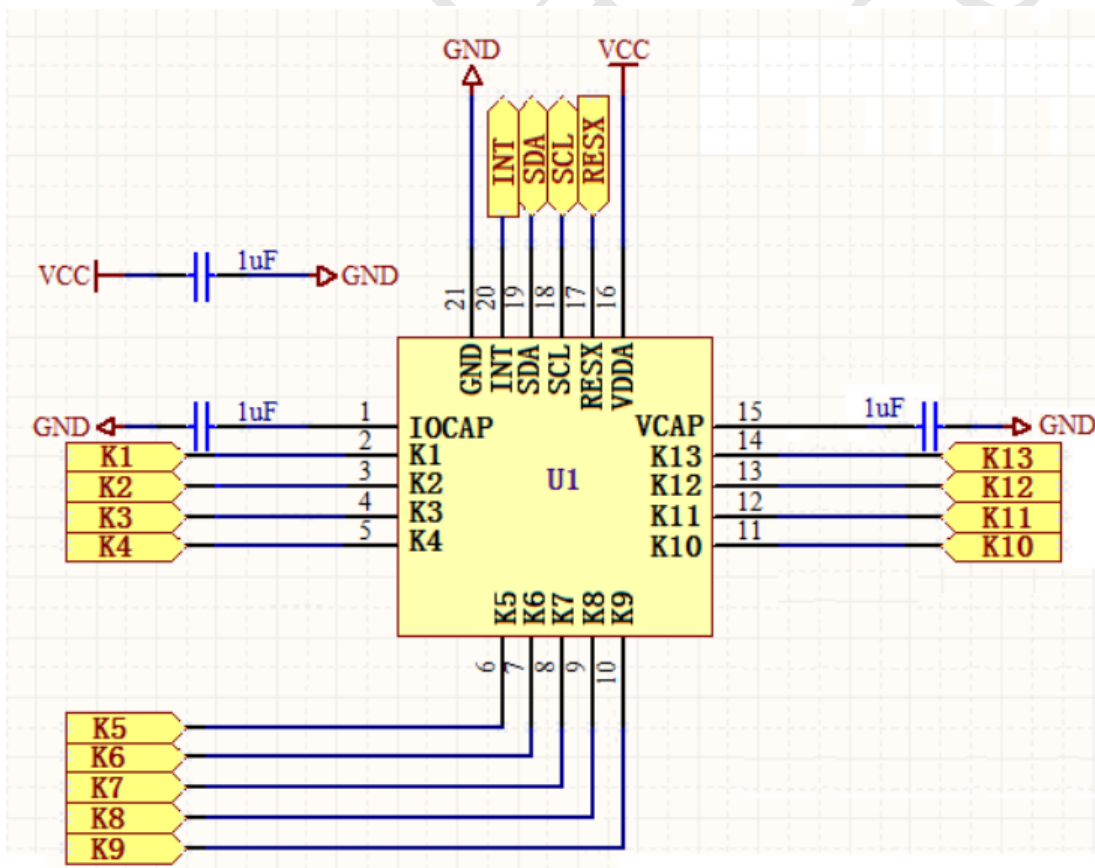 GND VCC
INT SDA SCL RESX
VCC 1uF GND
21 20 19 18 17 16
GND INT SDA SCL RESX VDDA
GND 1uF 1 IOCAP VCAP 15 1uF GND
K1 2 K1 K13 14 K13
K2 3 K2 U1 K12 13 K12
K3 4 K3 K11 12 K11
K4 5 K4 K10 11 K10
K5 K6 K7 K8 K9
6 7 8 9 10
K5
K6
K7
K8
K9